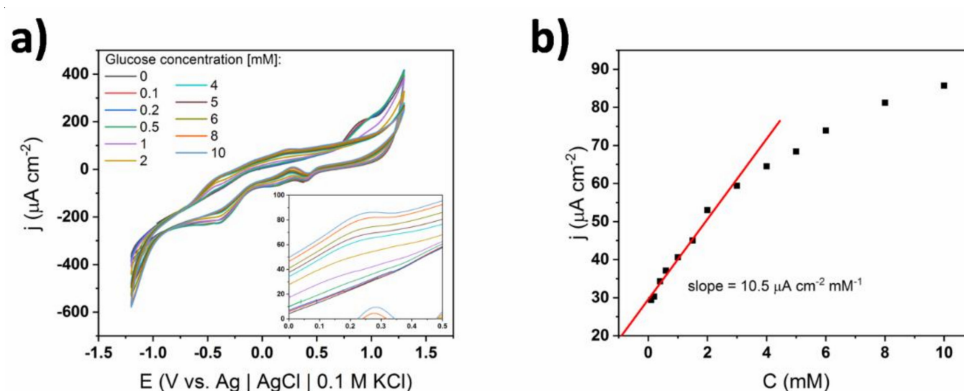 a)
Glucose concentration [mM]:
0
0.1
0.2
0.5
1
2
4
5
6
8
10
j (μA cm-2)
400
200
0
-200
-400
-600
-1.5 -1.0 -0.5 0.0 0.5 1.0 1.5
E (V vs. Ag | AgCl | 0.1 M KCl)
100
80
60
40
20
0
0.0 0.1 0.2 0.3 0.4 0.5
b)
j (μA cm-2)
90
80
70
60
50
40
30
20
slope = 10.5 μA cm-2 mM-1
0 2 4 6 8 10
C (mM)